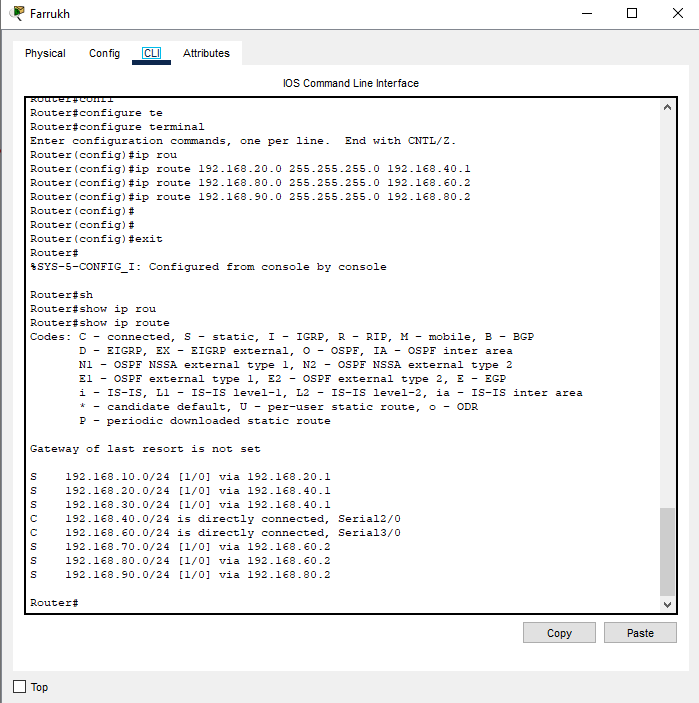 Farrukh
Physical Config CLI Attributes
IOS Command Line Interface
Router#conf1
Router#configure te
Router#configure terminal
Enter configuration commands, one per line.  End with CNTL/Z.
Router(config)#ip rou
Router(config)#ip route 192.168.20.0 255.255.255.0 192.168.40.1
Router(config)#ip route 192.168.80.0 255.255.255.0 192.168.60.2
Router(config)#ip route 192.168.90.0 255.255.255.0 192.168.80.2
Router(config)#
Router(config)#
Router(config)#exit
Router#
%SYS-5-CONFIG_I: Configured from console by console
Router#sh
Router#show ip rou
Router#show ip route
Codes: C - connected, S - static, I - IGRP, R - RIP, M - mobile, B - BGP
D - EIGRP, EX - EIGRP external, O - OSPF, IA - OSPF inter area
N1 - OSPF NSSA external type 1, N2 - OSPF NSSA external type 2
E1 - OSPF external type 1, E2 - OSPF external type 2, E - EGP
i - IS-IS, L1 - IS-IS level-1, L2 - IS-IS level-2, ia - IS-IS inter area
* - candidate default, U - per-user static route, o - ODR
P - periodic downloaded static route
Gateway of last resort is not set
S    192.168.10.0/24 [1/0] via 192.168.20.1
S    192.168.20.0/24 [1/0] via 192.168.40.1
S    192.168.30.0/24 [1/0] via 192.168.40.1
C    192.168.40.0/24 is directly connected, Serial2/0
C    192.168.60.0/24 is directly connected, Serial3/0
S    192.168.70.0/24 [1/0] via 192.168.60.2
S    192.168.80.0/24 [1/0] via 192.168.60.2
S    192.168.90.0/24 [1/0] via 192.168.80.2
Router#
Copy Paste
Top